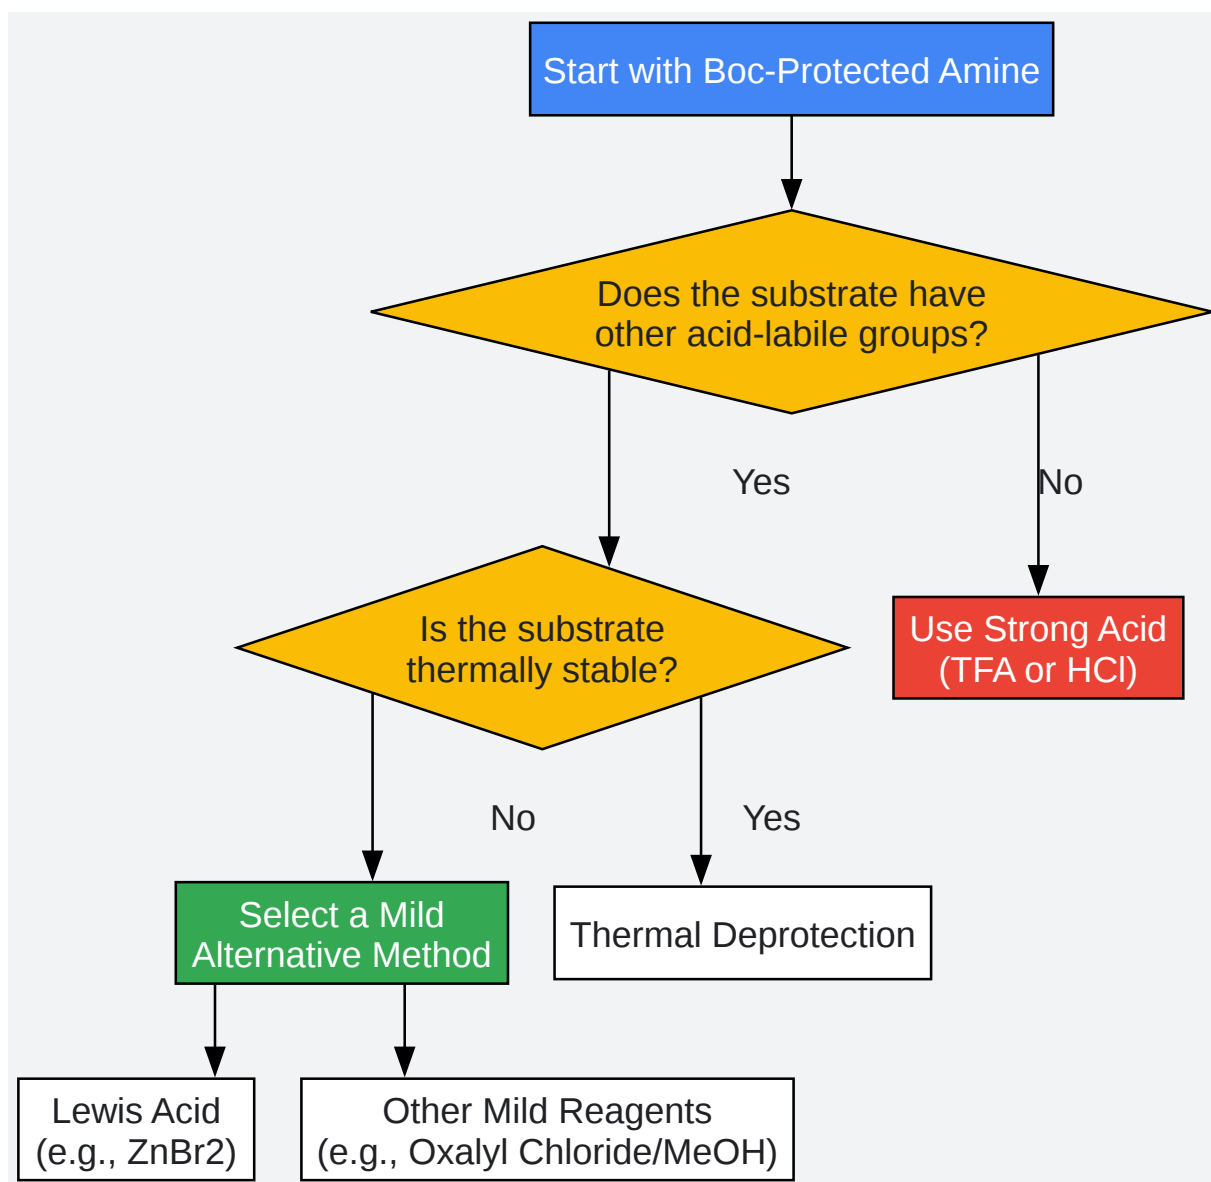 Start with Boc-Protected Amine
Does the substrate have
other acid-labile groups?
Yes
No
Is the substrate
thermally stable?
Use Strong Acid
(TFA or HCl)
No
Yes
Select a Mild
Alternative Method
Thermal Deprotection
Lewis Acid
(e.g., ZnBr2)
Other Mild Reagents
(e.g., Oxalyl Chloride/MeOH)